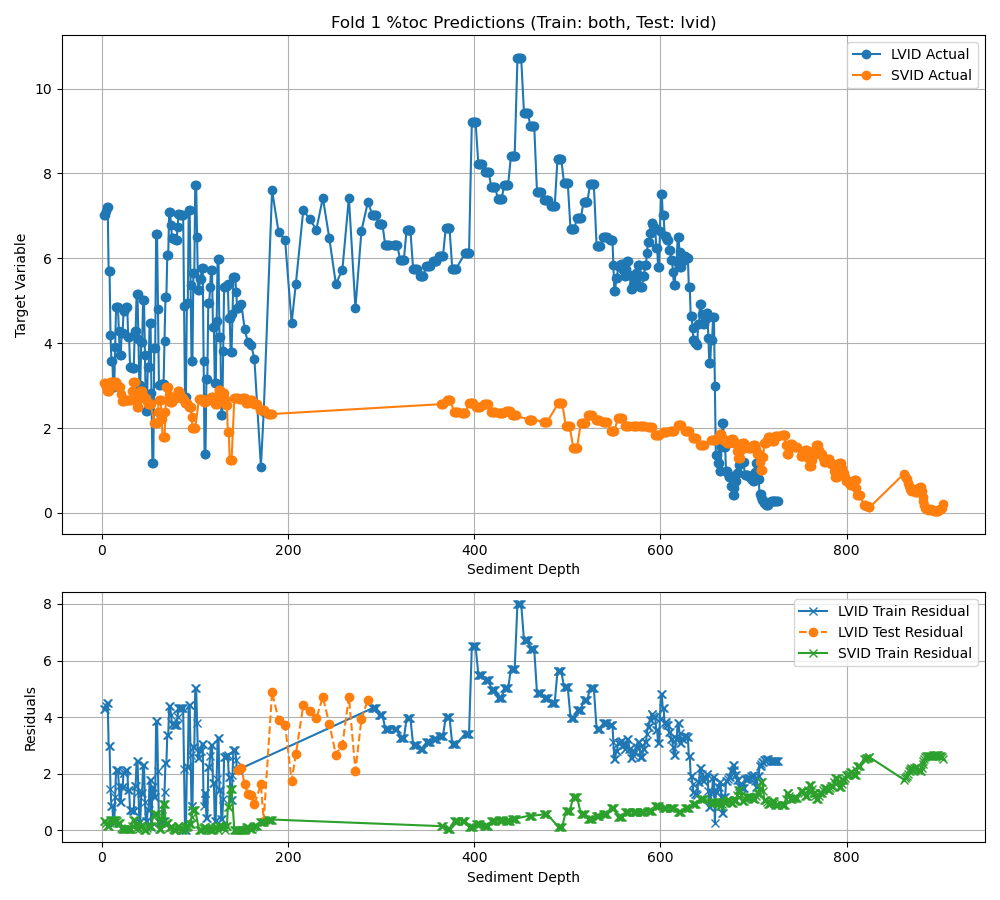 Fold 1 %toc Predictions (Train: both, Test: lvid)
LVID Actual
SVID Actual
Target Variable
10
8
6
4
2
0
0 200 400 600 800
Sediment Depth
LVID Train Residual
LVID Test Residual
SVID Train Residual
Residuals
8
6
4
2
0
0 200 400 600 800
Sediment Depth